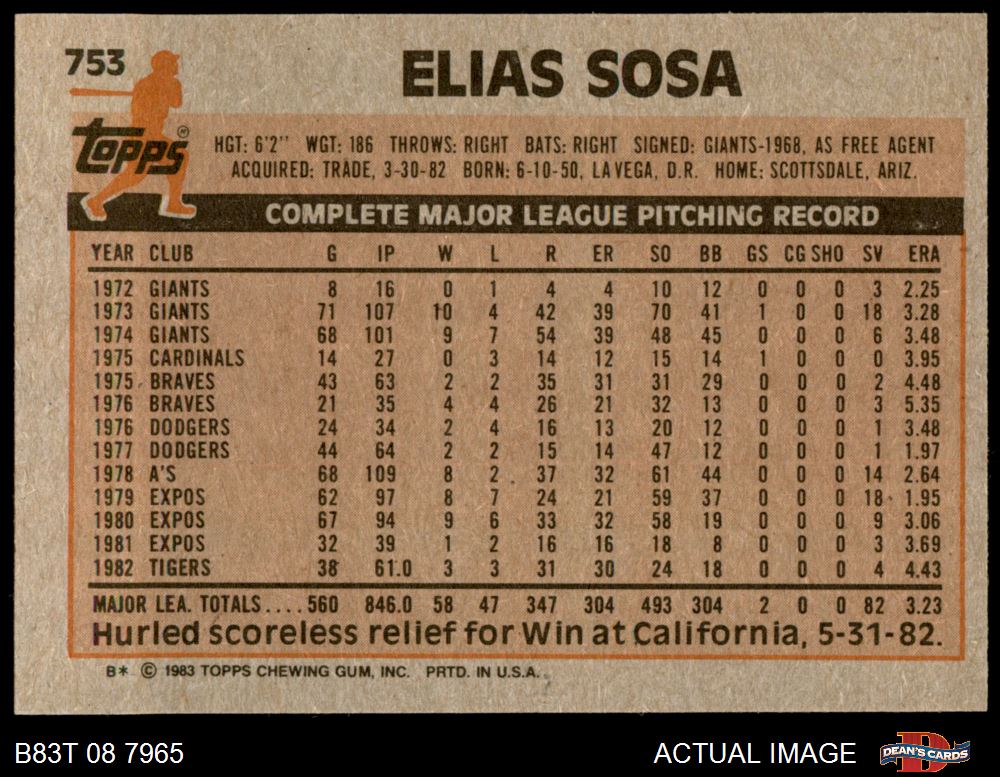 753
ELIAS SOSA
topps
HGT: 6'2" WGT: 186 THROWS: RIGHT BATS: RIGHT SIGNED: GIANTS-1968, AS FREE AGENT
ACQUIRED: TRADE, 3-30-82 BORN: 6-10-50, LA VEGA, D.R. HOME: SCOTTSDALE, ARIZ.
COMPLETE MAJOR LEAGUE PITCHING RECORD
YEAR CLUB G IP W L R ER SO BB GS CG SHO SV ERA
1972 GIANTS 8 16 0 1 4 4 10 12 0 0 0 3 2.25
1973 GIANTS 71 107 10 4 42 39 70 41 1 0 0 18 3.28
1974 GIANTS 68 101 9 7 54 39 48 45 0 0 0 6 3.48
1975 CARDINALS 14 27 0 3 14 12 15 14 1 0 0 0 3.95
1975 BRAVES 43 63 2 2 35 31 31 29 0 0 0 2 4.48
1976 BRAVES 21 35 4 4 26 21 32 13 0 0 0 3 5.35
1976 DODGERS 24 34 2 4 16 13 20 12 0 0 0 1 3.48
1977 DODGERS 44 64 2 2 15 14 47 12 0 0 0 1 1.97
1978 A'S 68 109 8 2 37 32 61 44 0 0 0 14 2.64
1979 EXPOS 62 97 8 7 24 21 59 37 0 0 0 18 1.95
1980 EXPOS 67 94 9 6 33 32 58 19 0 0 0 9 3.06
1981 EXPOS 32 39 1 2 16 16 18 8 0 0 0 3 3.69
1982 TIGERS 38 61.0 3 3 31 30 24 18 0 0 0 4 4.43
MAJOR LEA. TOTALS....560 846.0 58 47 347 304 493 304 2 0 0 82 3.23
Hurled scoreless relief for Win at California, 5-31-82.
B* © 1983 TOPPS CHEWING GUM, INC. PRTD. IN U.S.A.
B83T 08 7965
ACTUAL IMAGE
DEAN'S CARDS